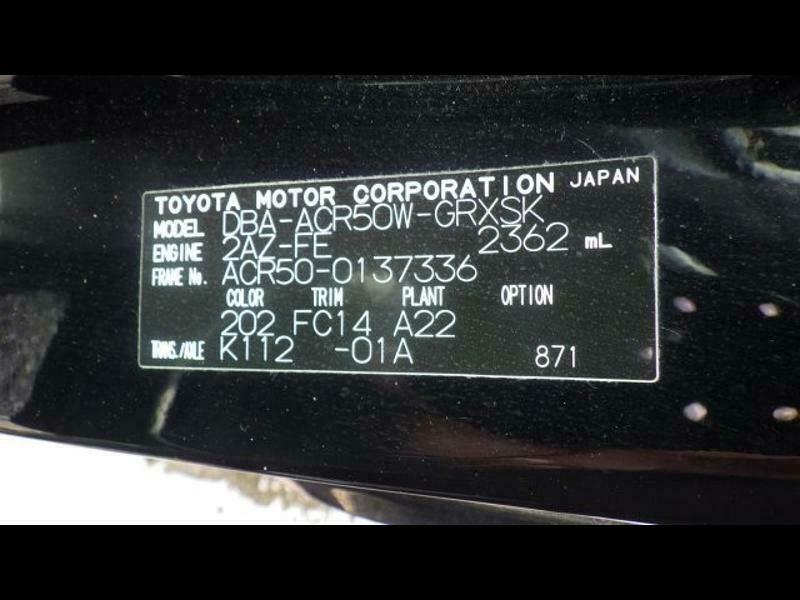 TOYOTA MOTOR CORPORATION JAPAN
MODEL DBA-ACR50W-GRXSK
ENGINE 2AZ-FE 2362 mL
FRAME No. ACR50-0137336
COLOR TRIM PLANT OPTION
202 FC14 A22
TRANS./AXLE K112 -01A 871